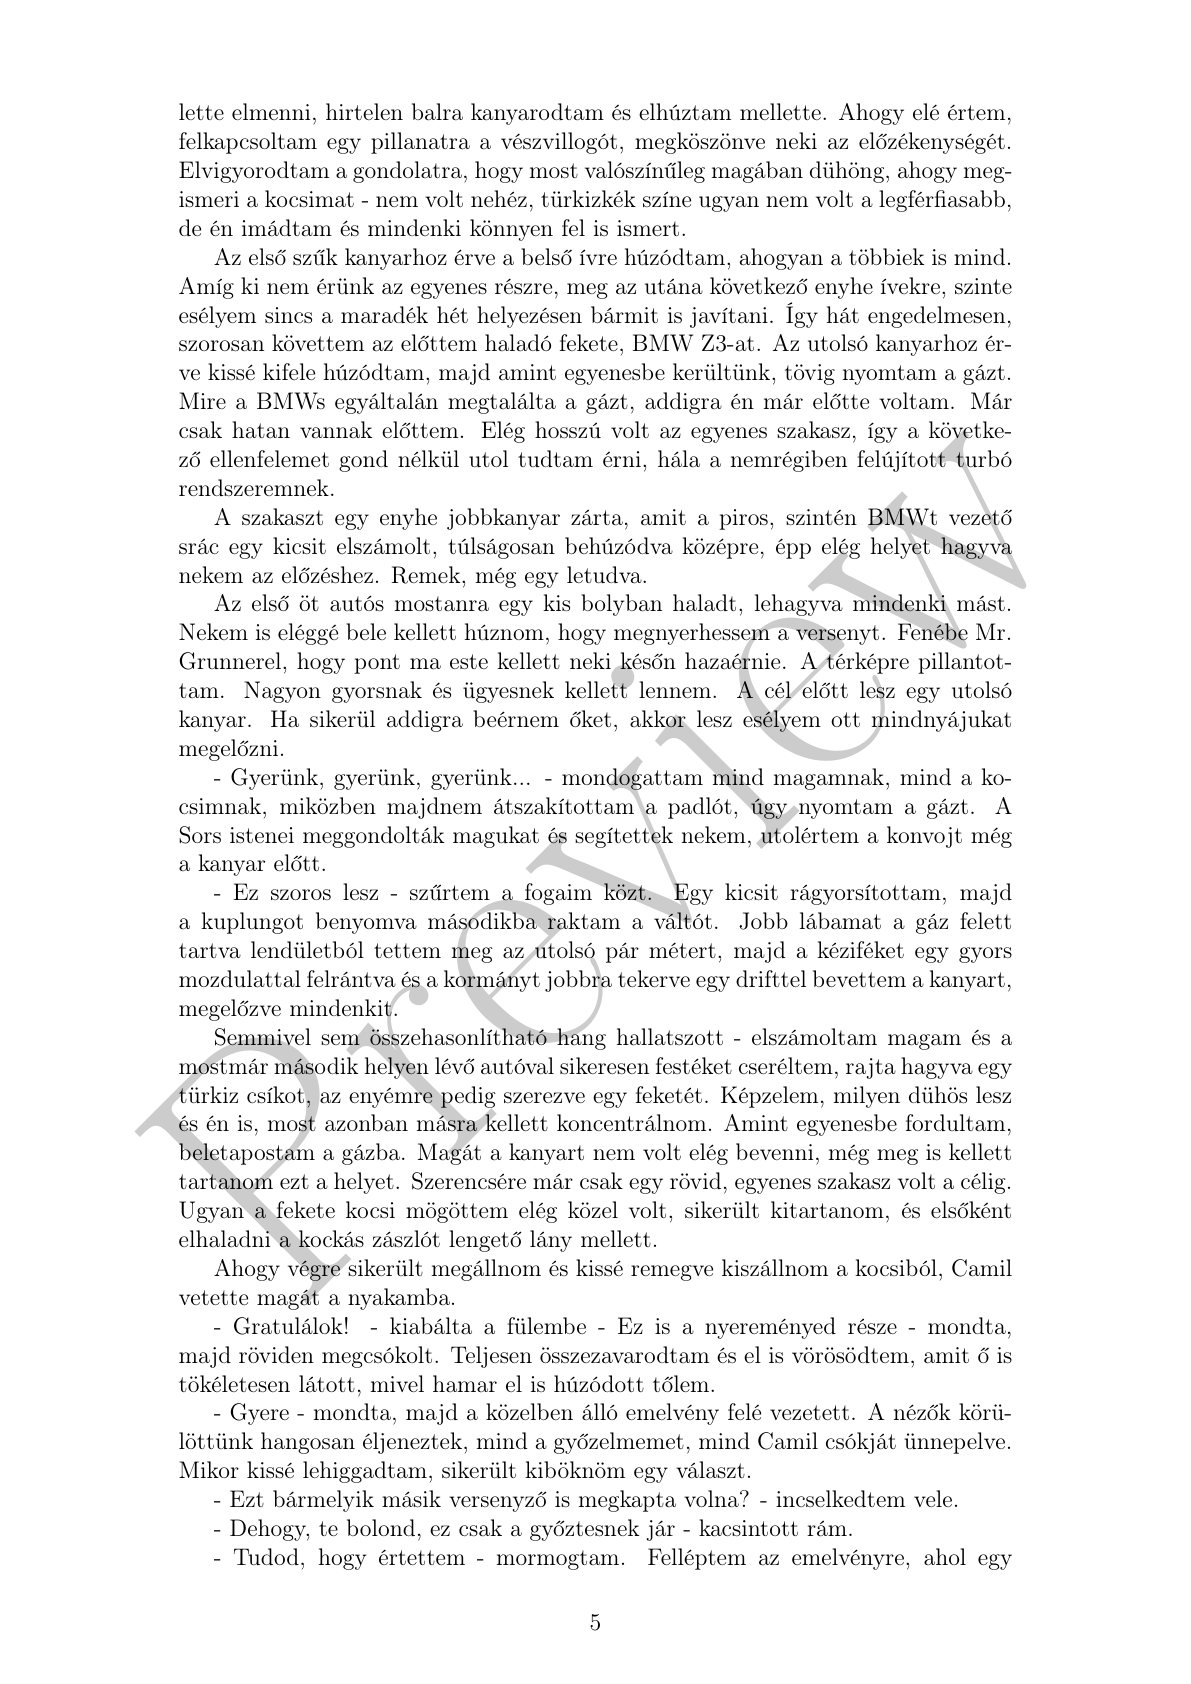 lette elmenni, hirtelen balra kanyarodtam és elhúztam mellette. Ahogy elé értem,
felkapcsoltam egy pillanatra a vészvillogót, megköszönve neki az előzékenységét.
Elvigyorodtam a gondolatra, hogy most valószínűleg magában dühöng, ahogy meg-
ismeri a kocsimat - nem volt nehéz, türkizkék színe ugyan nem volt a legférfiasabb,
de én imádtam és mindenki könnyen fel is ismert.
Az első szűk kanyarhoz érve a belső ívre húzódtam, ahogyan a többiek is mind.
Amíg ki nem érünk az egyenes részre, meg az utána következő enyhe ívekre, szinte
esélyem sincs a maradék hét helyezésen bármit is javítani. Így hát engedelmesen,
szorosan követtem az előttem haladó fekete, BMW Z3-at. Az utolsó kanyarhoz ér-
ve kissé kifele húzódtam, majd amint egyenesbe kerültünk, tövig nyomtam a gázt.
Mire a BMWs egyáltalán megtalálta a gázt, addigra én már előtte voltam. Már
csak hatan vannak előttem. Elég hosszú volt az egyenes szakasz, így a követke-
ző ellenfelemet gond nélkül utol tudtam érni, hála a nemrégiben felújított turbó
rendszeremnek.
A szakaszt egy enyhe jobbkanyar zárta, amit a piros, szintén BMWt vezető
srác egy kicsit elszámolt, túlságosan behúzódva középre, épp elég helyet hagyva
nekem az előzéshez. Remek, még egy letudva.
Az első öt autós mostanra egy kis bolyban haladt, lehagyva mindenki mást.
Nekem is eléggé bele kellett húznom, hogy megnyerhessem a versenyt. Fenébe Mr.
Grunnerel, hogy pont ma este kellett neki későn hazaérnie. A térképre pillantot-
tam. Nagyon gyorsnak és ügyesnek kellett lennem. A cél előtt lesz egy utolsó
kanyar. Ha sikerül addigra beérnem őket, akkor lesz esélyem ott mindnyájukat
megelőzni.
- Gyerünk, gyerünk, gyerünk... - mondogattam mind magamnak, mind a ko-
csimnak, miközben majdnem átszakítottam a padlót, úgy nyomtam a gázt. A
Sors istenei meggondolták magukat és segítettek nekem, utolértem a konvojt még
a kanyar előtt.
- Ez szoros lesz - szűrtem a fogaim közt. Egy kicsit rágyorsítottam, majd
a kuplungot benyomva másodikba raktam a váltót. Jobb lábamat a gáz felett
tartva lendületból tettem meg az utolsó pár métert, majd a kéziféket egy gyors
mozdulattal felrántva és a kormányt jobbra tekerve egy drifttel bevettem a kanyart,
megelőzve mindenkit.
Semmivel sem összehasonlítható hang hallatszott - elszámoltam magam és a
mostmár második helyen lévő autóval sikeresen festéket cseréltem, rajta hagyva egy
türkiz csíkot, az enyémre pedig szerezve egy feketét. Képzelem, milyen dühös lesz
és én is, most azonban másra kellett koncentrálnom. Amint egyenesbe fordultam,
beletapostam a gázba. Magát a kanyart nem volt elég bevenni, még meg is kellett
tartanom ezt a helyet. Szerencsére már csak egy rövid, egyenes szakasz volt a célig.
Ugyan a fekete kocsi mögöttem elég közel volt, sikerült kitartanom, és elsőként
elhaladni a kockás zászlót lengető lány mellett.
Ahogy végre sikerült megállnom és kissé remegve kiszállnom a kocsiból, Camil
vetette magát a nyakamba.
- Gratulálok! - kiabálta a fülembe - Ez is a nyereményed része - mondta,
majd röviden megcsókolt. Teljesen összezavarodtam és el is vörösödtem, amit ő is
tökéletesen látott, mivel hamar el is húzódott tőlem.
- Gyere - mondta, majd a közelben álló emelvény felé vezetett. A nézők körü-
löttünk hangosan éljeneztek, mind a győzelmemet, mind Camil csókját ünnepelve.
Mikor kissé lehiggadtam, sikerült kiböknöm egy választ.
- Ezt bármelyik másik versenyző is megkapta volna? - incselkedtem vele.
- Dehogy, te bolond, ez csak a győztesnek jár - kacsintott rám.
- Tudod, hogy értettem - mormogtam. Felléptem az emelvényre, ahol egy
5
Preview